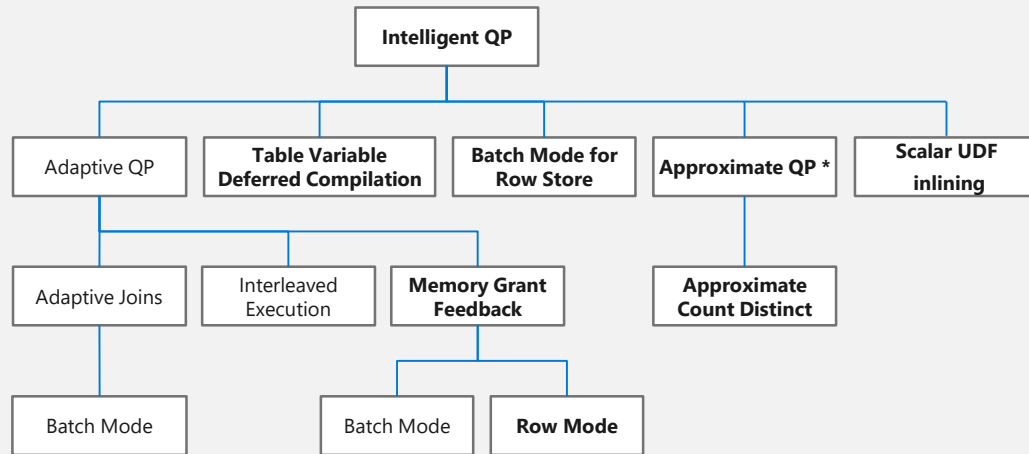 Intelligent QP
Adaptive QP
Table Variable
Deferred Compilation
Batch Mode for
Row Store
Approximate QP *
Scalar UDF
inlining
Adaptive Joins
Interleaved
Execution
Memory Grant
Feedback
Approximate
Count Distinct
Batch Mode
Batch Mode
Row Mode